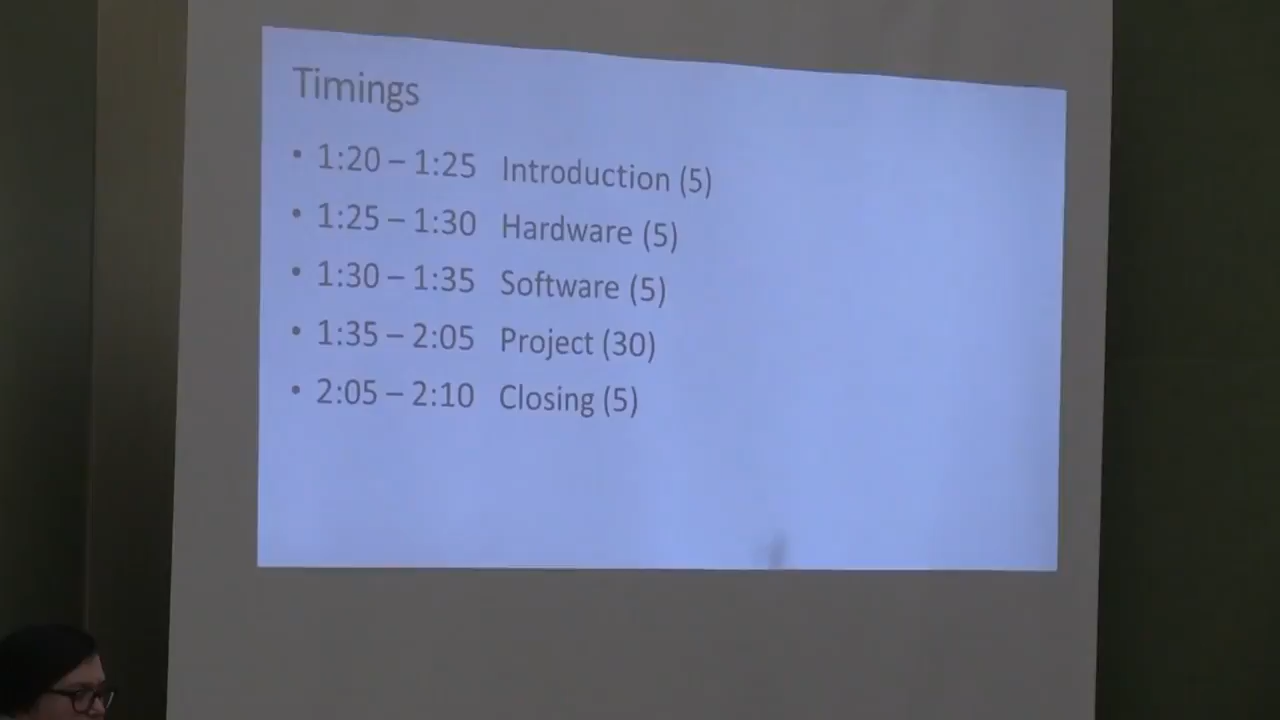 Timings
• 1:20 – 1:25 Introduction (5)
• 1:25 – 1:30 Hardware (5)
• 1:30 – 1:35 Software (5)
• 1:35 – 2:05 Project (30)
• 2:05 – 2:10 Closing (5)